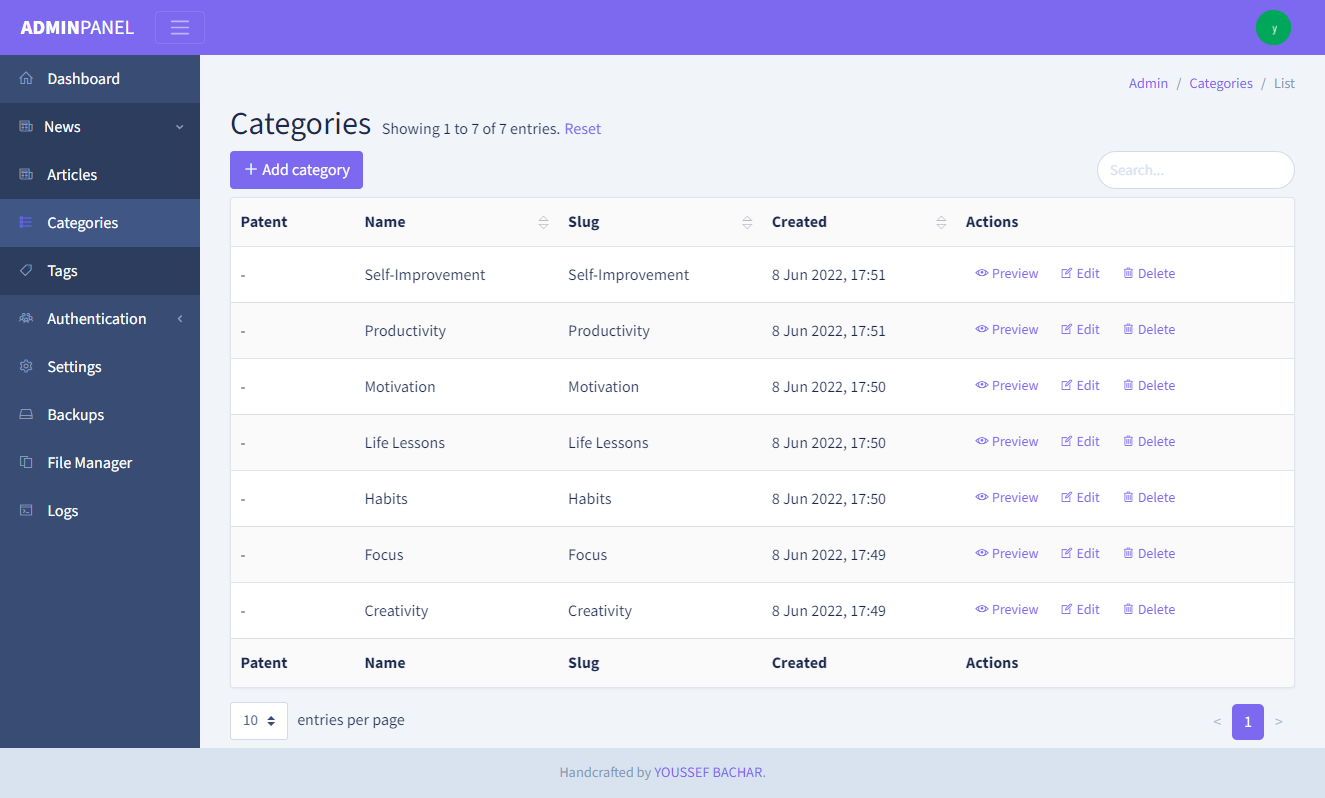 ADMINPANEL
y
Dashboard
News
Articles
Categories
Tags
Authentication
Settings
Backups
File Manager
Logs
Admin / Categories / List
Categories Showing 1 to 7 of 7 entries. Reset
+ Add category
Search...
Patent Name Slug Created Actions
- Self-Improvement Self-Improvement 8 Jun 2022, 17:51 Preview Edit Delete
- Productivity Productivity 8 Jun 2022, 17:51 Preview Edit Delete
- Motivation Motivation 8 Jun 2022, 17:50 Preview Edit Delete
- Life Lessons Life Lessons 8 Jun 2022, 17:50 Preview Edit Delete
- Habits Habits 8 Jun 2022, 17:50 Preview Edit Delete
- Focus Focus 8 Jun 2022, 17:49 Preview Edit Delete
- Creativity Creativity 8 Jun 2022, 17:49 Preview Edit Delete
Patent Name Slug Created Actions
10 entries per page
< 1 >
Handcrafted by YOUSSEF BACHAR.